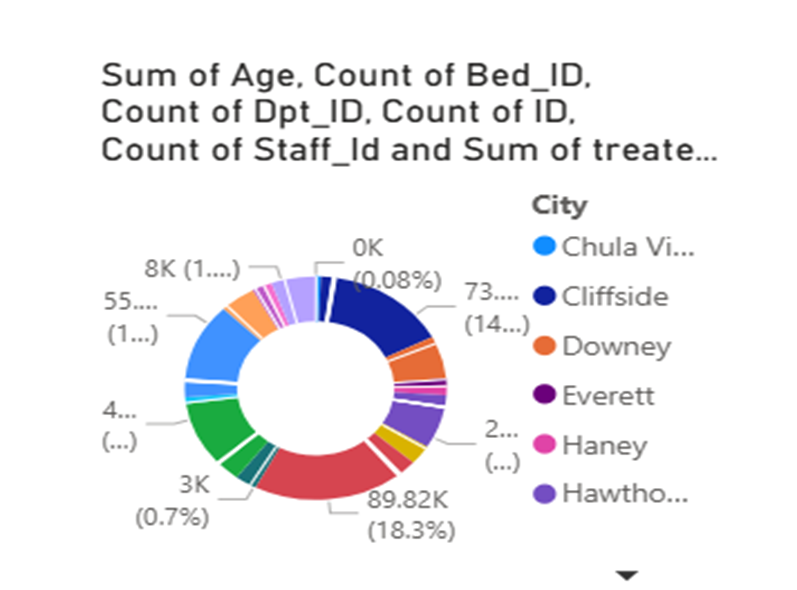 Sum of Age, Count of Bed_ID,
Count of Dpt_ID, Count of ID,
Count of Staff_Id and Sum of treate...
City
Chula Vi...
Cliffside
Downey
Everett
Haney
Hawtho...
0K
(0.08%)
73....
(14...)
2...
(...)
89.82K
(18.3%)
3K
(0.7%)
4...
(...)
55....
(1...)
8K (1....)